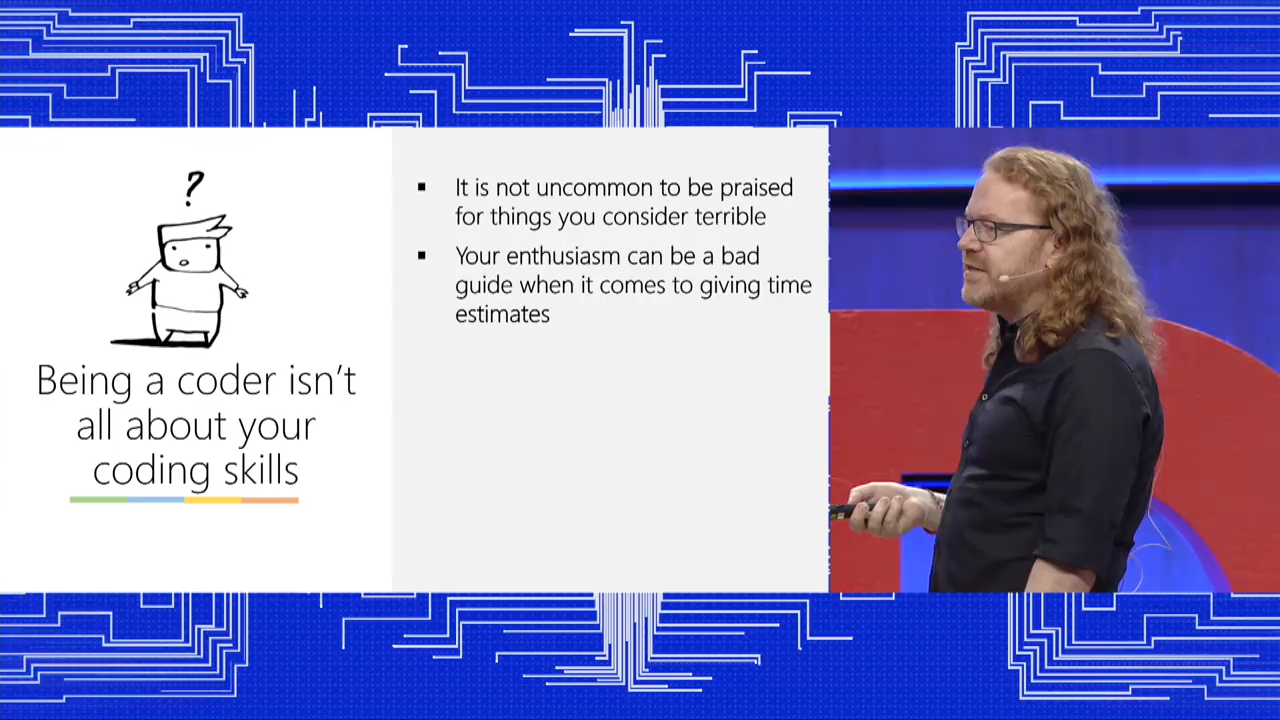 ?
Being a coder isn't
all about your
coding skills
▪ It is not uncommon to be praised
for things you consider terrible
▪ Your enthusiasm can be a bad
guide when it comes to giving time
estimates